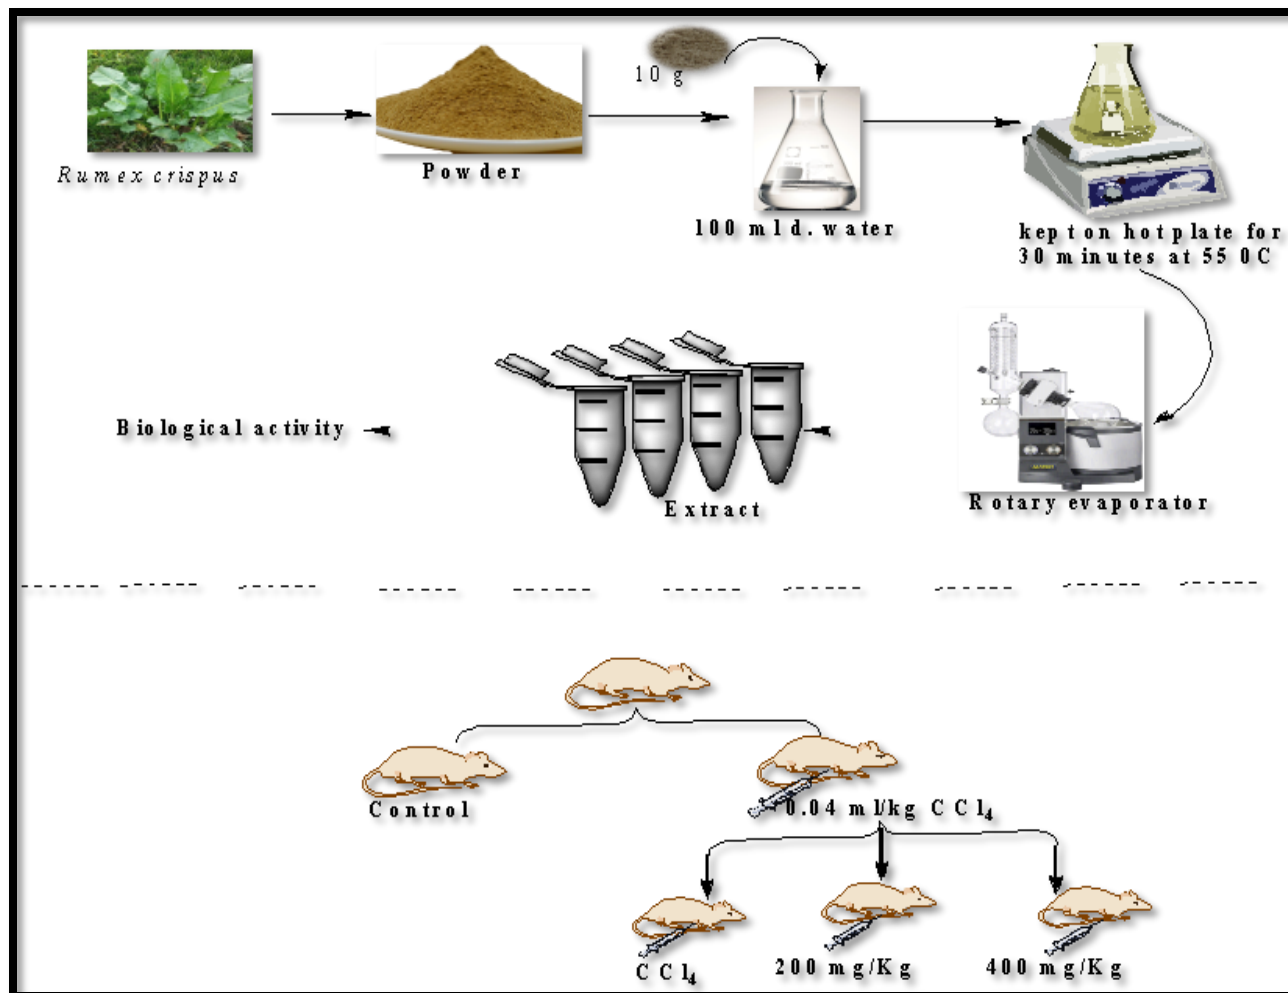 10 g
Rumex crispus
Powder
100 ml d. water
kept on hotplate for
30 minutes at 55 0C
Biological activity
Extract
Rotary evaporator
Control
0.04 ml/kg CCl4
CCl4
200 mg/Kg
400 mg/Kg